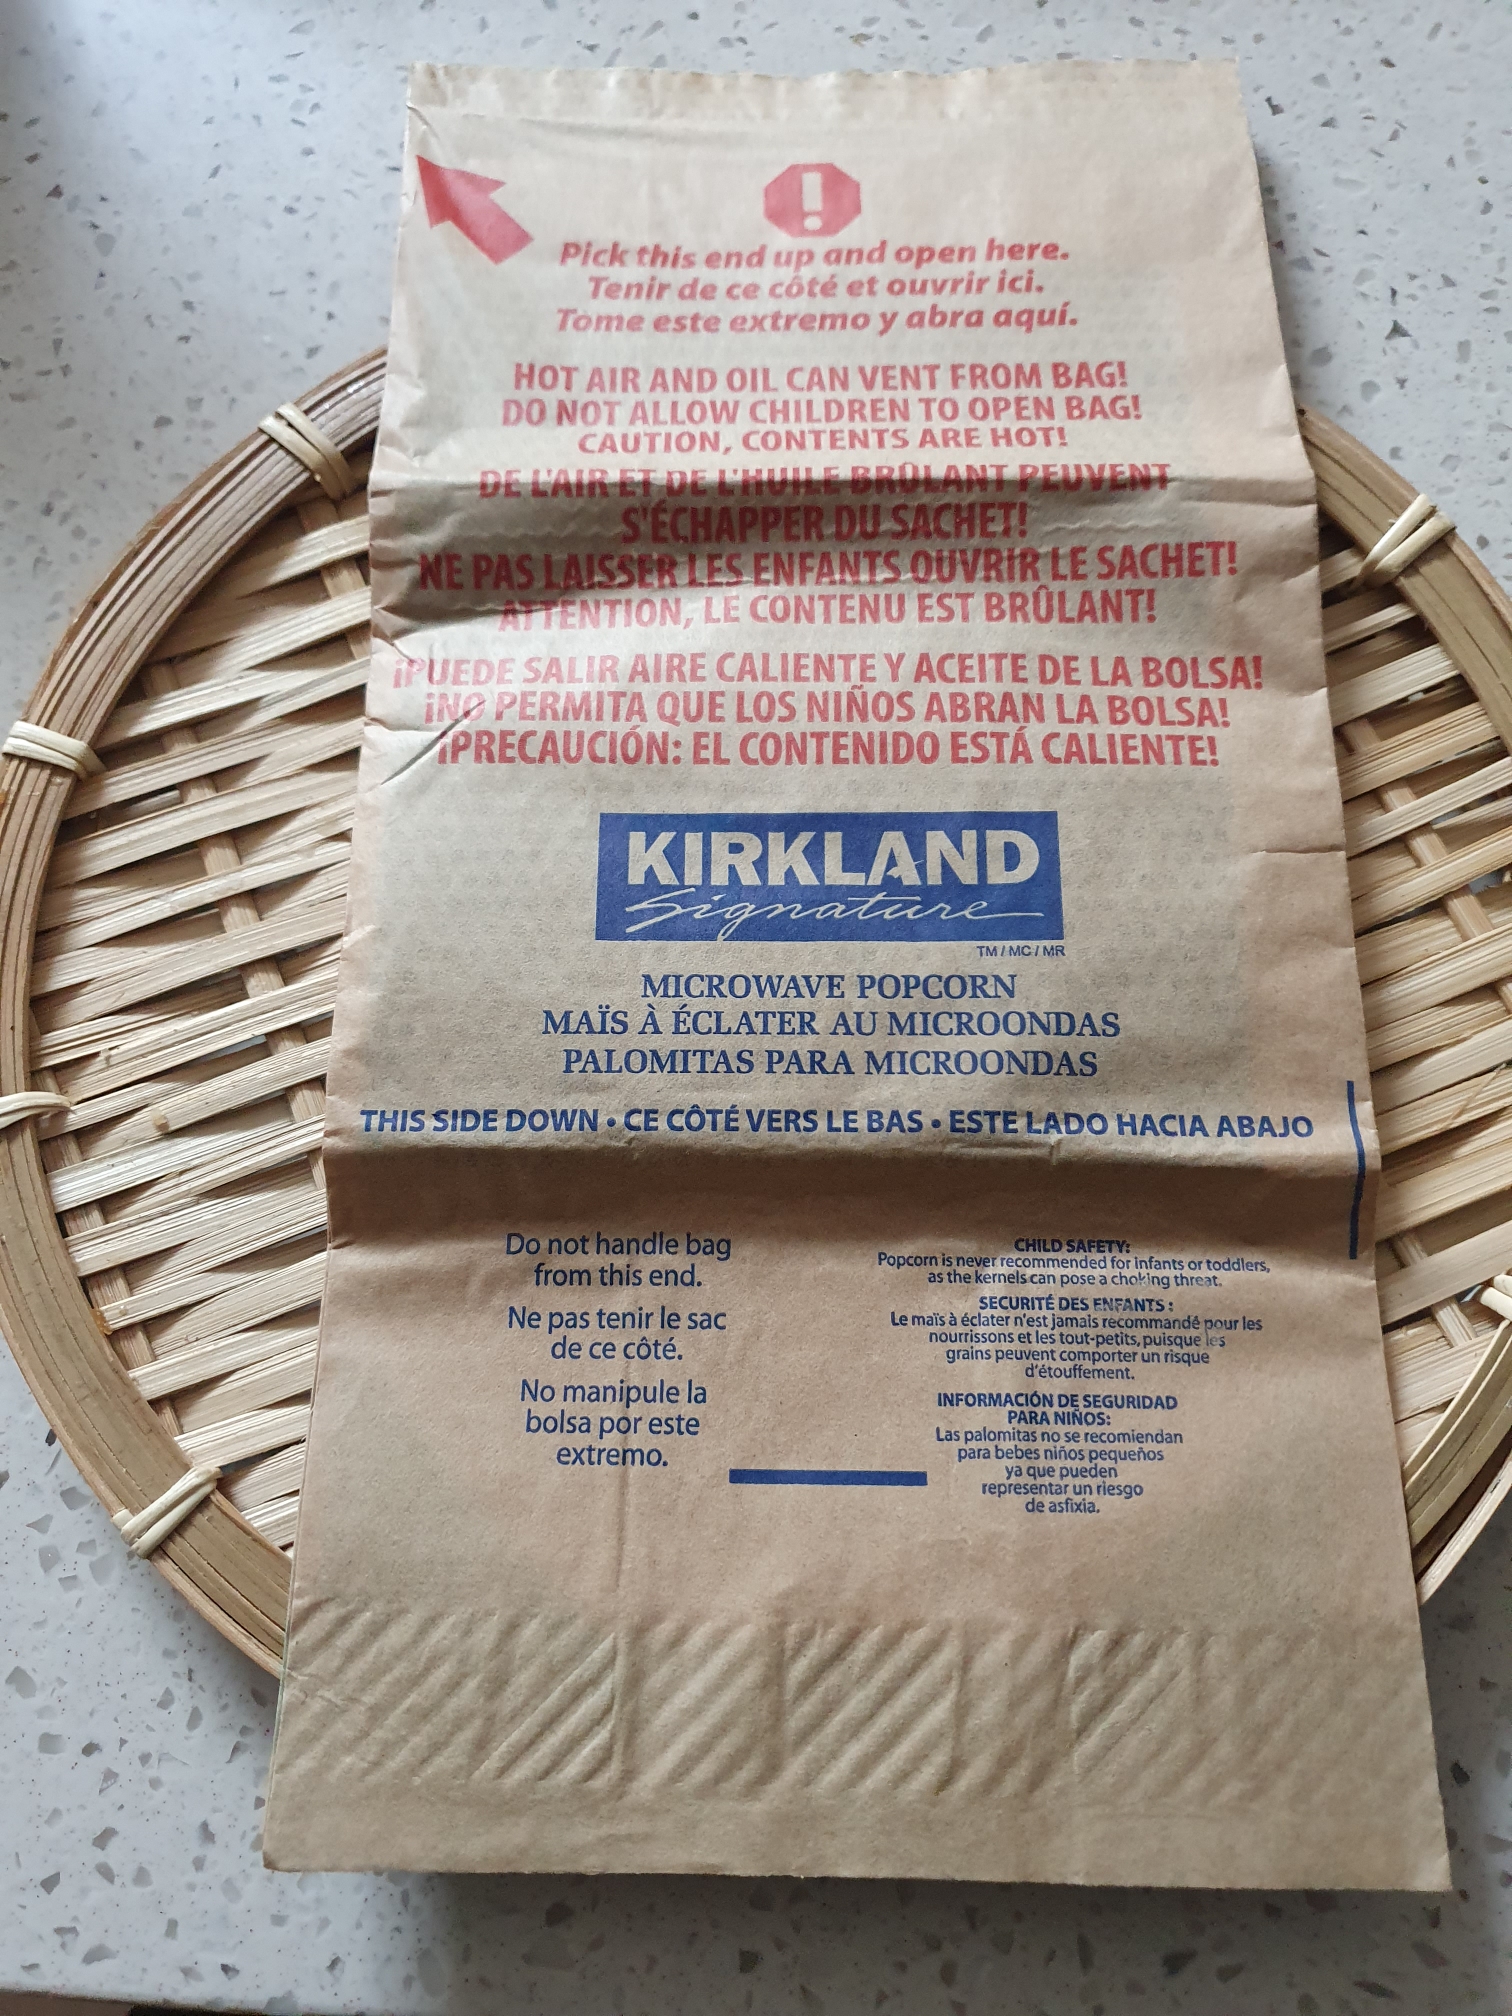 !
Pick this end up and open here.
Tenir de ce côté et ouvrir ici.
Tome este extremo y abra aquí.
HOT AIR AND OIL CAN VENT FROM BAG!
DO NOT ALLOW CHILDREN TO OPEN BAG!
CAUTION, CONTENTS ARE HOT!
DE L'AIR ET DE L'HUILE BRÛLANT PEUVENT
S'ÉCHAPPER DU SACHET!
NE PAS LAISSER LES ENFANTS OUVRIR LE SACHET!
ATTENTION, LE CONTENU EST BRÛLANT!
¡PUEDE SALIR AIRE CALIENTE Y ACEITE DE LA BOLSA!
¡NO PERMITA QUE LOS NIÑOS ABRAN LA BOLSA!
¡PRECAUCIÓN: EL CONTENIDO ESTÁ CALIENTE!
KIRKLAND
Signature
TM / MC / MR
MICROWAVE POPCORN
MAÏS À ÉCLATER AU MICROONDAS
PALOMITAS PARA MICROONDAS
THIS SIDE DOWN • CE CÔTÉ VERS LE BAS • ESTE LADO HACIA ABAJO
Do not handle bag
from this end.
Ne pas tenir le sac
de ce côté.
No manipule la
bolsa por este
extremo.
CHILD SAFETY:
Popcorn is never recommended for infants or toddlers,
as the kernels can pose a choking threat.
SECURITÉ DES ENFANTS :
Le maïs à éclater n'est jamais recommandé pour les
nourrissons et les tout-petits, puisque les
grains peuvent comporter un risque
d'étouffement.
INFORMACIÓN DE SEGURIDAD
PARA NIÑOS:
Las palomitas no se recomiendan
para bebes niños pequeños
ya que pueden
representar un riesgo
de asfixia.